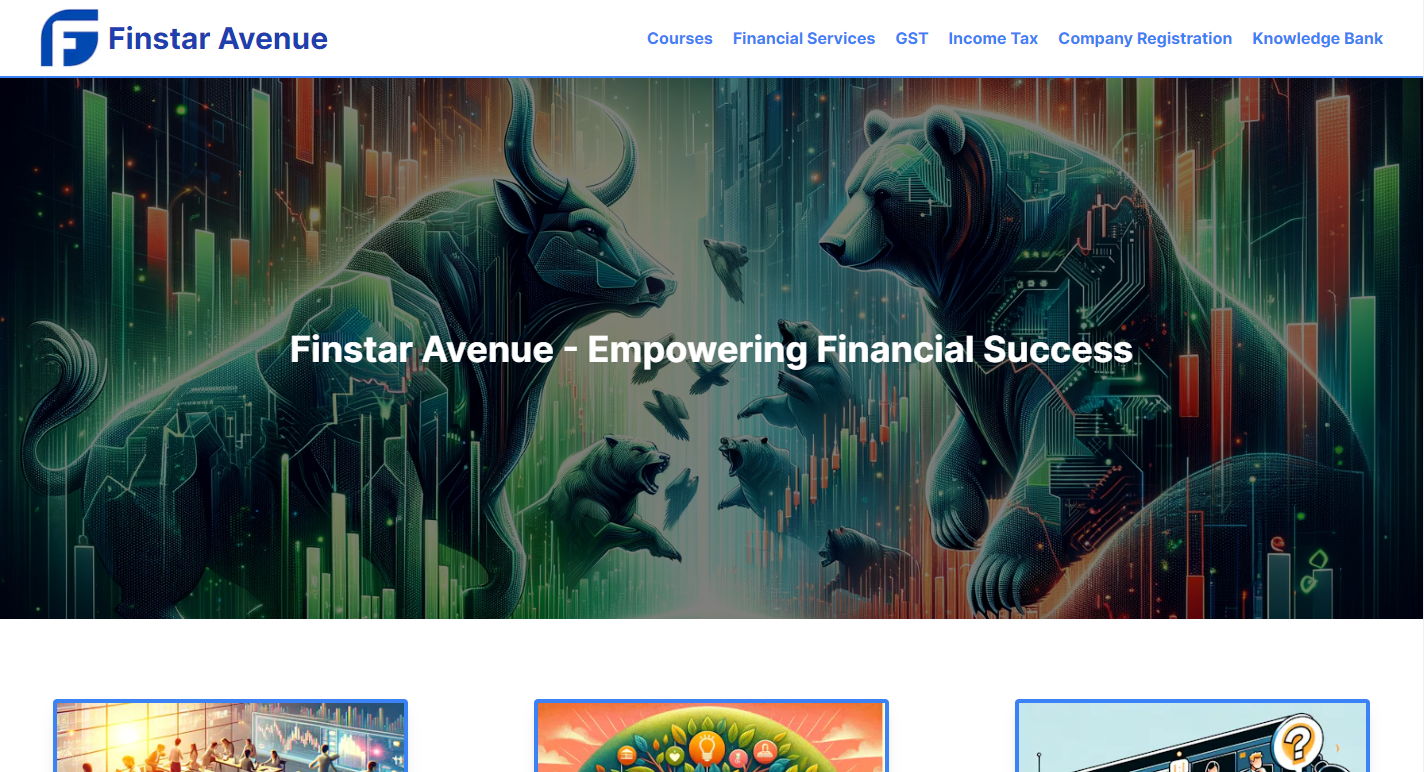 Finstar Avenue
Courses Financial Services GST Income Tax Company Registration Knowledge Bank
Finstar Avenue - Empowering Financial Success